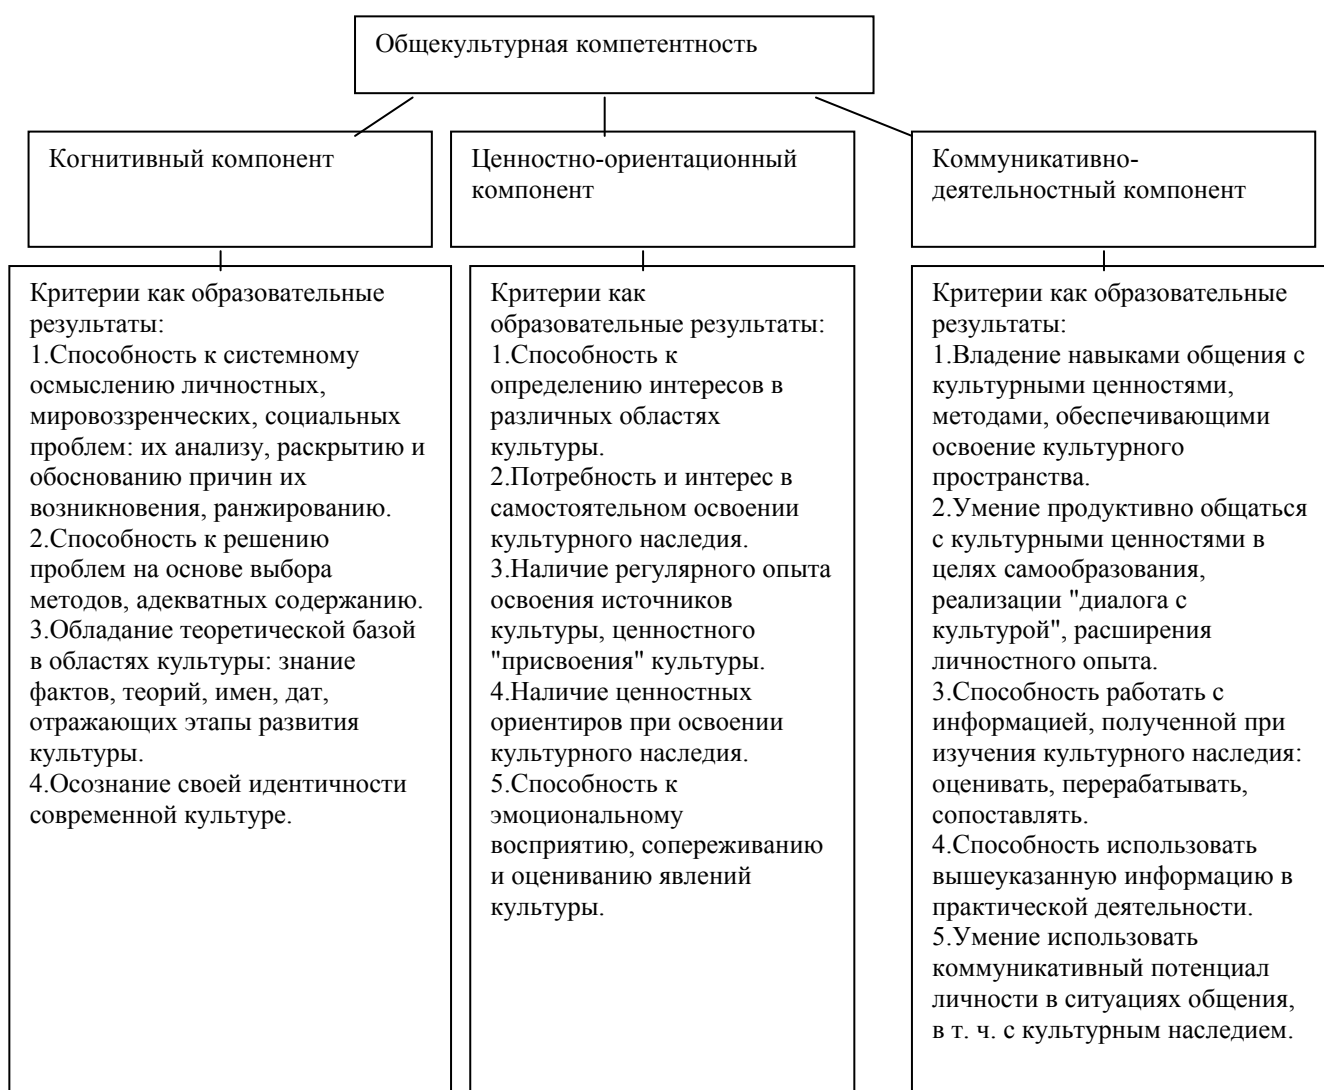 Общекультурная компетентность
Когнитивный компонент
Ценностно-ориентационный
компонент
Коммуникативно-
деятельностный компонент
Критерии как образовательные
результаты:
1.Способность к системному
осмыслению личностных,
мировоззренческих, социальных
проблем: их анализу, раскрытию и
обоснованию причин их
возникновения, ранжированию.
2.Способность к решению
проблем на основе выбора
методов, адекватных содержанию.
3.Обладание теоретической базой
в областях культуры: знание
фактов, теорий, имен, дат,
отражающих этапы развития
культуры.
4.Осознание своей идентичности
современной культуре.
Критерии как
образовательные результаты:
1.Способность к
определению интересов в
различных областях
культуры.
2.Потребность и интерес в
самостоятельном освоении
культурного наследия.
3.Наличие регулярного опыта
освоения источников
культуры, ценностного
"присвоения" культуры.
4.Наличие ценностных
ориентиров при освоении
культурного наследия.
5.Способность к
эмоциональному
восприятию, сопереживанию
и оцениванию явлений
культуры.
Критерии как образовательные
результаты:
1.Владение навыками общения с
культурными ценностями,
методами, обеспечивающими
освоение культурного
пространства.
2.Умение продуктивно общаться
с культурными ценностями в
целях самообразования,
реализации "диалога с
культурой", расширения
личностного опыта.
3.Способность работать с
информацией, полученной при
изучения культурного наследия:
оценивать, перерабатывать,
сопоставлять.
4.Способность использовать
вышеуказанную информацию в
практической деятельности.
5.Умение использовать
коммуникативный потенциал
личности в ситуациях общения,
в т. ч. с культурным наследием.